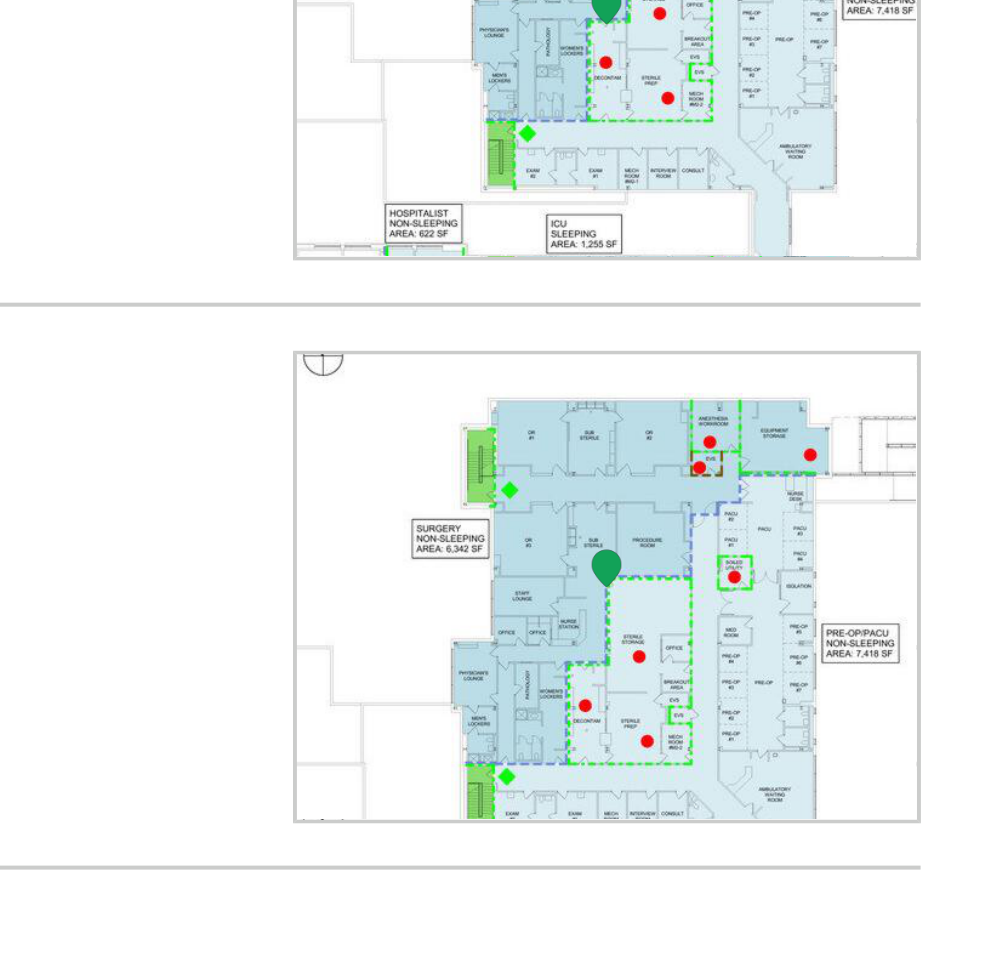 NON-SLEEPING
AREA: 7,418 SF
OFFICE
PRE-OP
#4
PHYSICIAN'S
LOUNGE
PATHOLOGY
WOMEN'S
LOCKERS
BREAKOUT
AREA
PRE-OP
#3
PRE-OP
PRE-OP
#7
EVS
MEN'S
LOCKERS
DECONTAM
STERILE
PREP
EVS
PRE-OP
#2
MECH
ROOM
#M2-2
PRE-OP
#1
AMBULATORY
WAITING
ROOM
EXAM
#2
EXAM
#1
MECH
ROOM
#M2-1
INTERVIEW
ROOM
CONSULT
HOSPITALIST
NON-SLEEPING
AREA: 622 SF
ICU
SLEEPING
AREA: 1,255 SF
ANESTHESIA
WORKROOM
OR
#1
SUB
STERILE
OR
#2
EQUIPMENT
STORAGE
EVS
NURSE
DESK
SURGERY
NON-SLEEPING
AREA: 6,342 SF
OR
#3
SUB
STERILE
PROCEDURE
ROOM
PACU
#2
PACU
PACU
#3
PACU
#1
PACU
#4
SOILED
UTILITY
ISOLATION
STAFF
LOUNGE
NURSE
STATION
OFFICE
OFFICE
STERILE
STORAGE
OFFICE
MED
ROOM
PRE-OP
#5
PRE-OP/PACU
NON-SLEEPING
AREA: 7,418 SF
PRE-OP
#4
PRE-OP
#6
PHYSICIAN'S
LOUNGE
PATHOLOGY
WOMEN'S
LOCKERS
BREAKOUT
AREA
PRE-OP
#3
PRE-OP
PRE-OP
#7
EVS
MEN'S
LOCKERS
DECONTAM
STERILE
PREP
EVS
PRE-OP
#2
MECH
ROOM
#M2-2
PRE-OP
#1
AMBULATORY
WAITING
ROOM
EXAM
EXAM
MECH
INTERVIEW
CONSULT